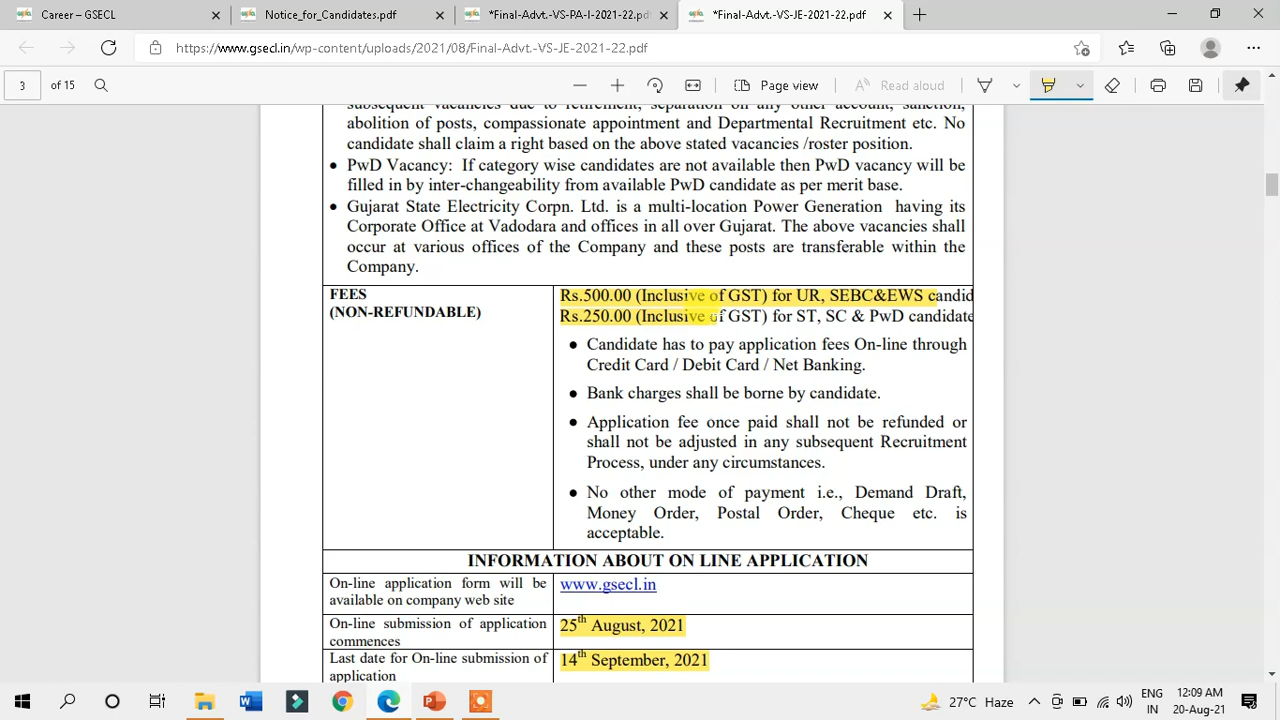 Career – GSECL
Notice_for_Candidates.pdf
*Final-Advt-VS-PA-I-2021-22.pdf
*Final-Advt.-VS-JE-2021-22.pdf
https://www.gsecl.in/wp-content/uploads/2021/08/Final-Advt.-VS-JE-2021-22.pdf
3 of 15
Page view
Read aloud
subsequent vacancies due to retirement, separation on any other account, sanction,
abolition of posts, compassionate appointment and Departmental Recruitment etc. No
candidate shall claim a right based on the above stated vacancies /roster position.
• PwD Vacancy: If category wise candidates are not available then PwD vacancy will be
filled in by inter-changeability from available PwD candidate as per merit base.
• Gujarat State Electricity Corpn. Ltd. is a multi-location Power Generation having its
Corporate Office at Vadodara and offices in all over Gujarat. The above vacancies shall
occur at various offices of the Company and these posts are transferable within the
Company.
FEES
(NON-REFUNDABLE)
Rs.500.00 (Inclusive of GST) for UR, SEBC&EWS candid
Rs.250.00 (Inclusive of GST) for ST, SC & PwD candidate
• Candidate has to pay application fees On-line through
Credit Card / Debit Card / Net Banking.
• Bank charges shall be borne by candidate.
• Application fee once paid shall not be refunded or
shall not be adjusted in any subsequent Recruitment
Process, under any circumstances.
• No other mode of payment i.e., Demand Draft,
Money Order, Postal Order, Cheque etc. is
acceptable.
INFORMATION ABOUT ON LINE APPLICATION
On-line application form will be
available on company web site
www.gsecl.in
On-line submission of application
commences
25th August, 2021
Last date for On-line submission of
application
14th September, 2021
27°C Haze
ENG
IN
12:09 AM
20-Aug-21